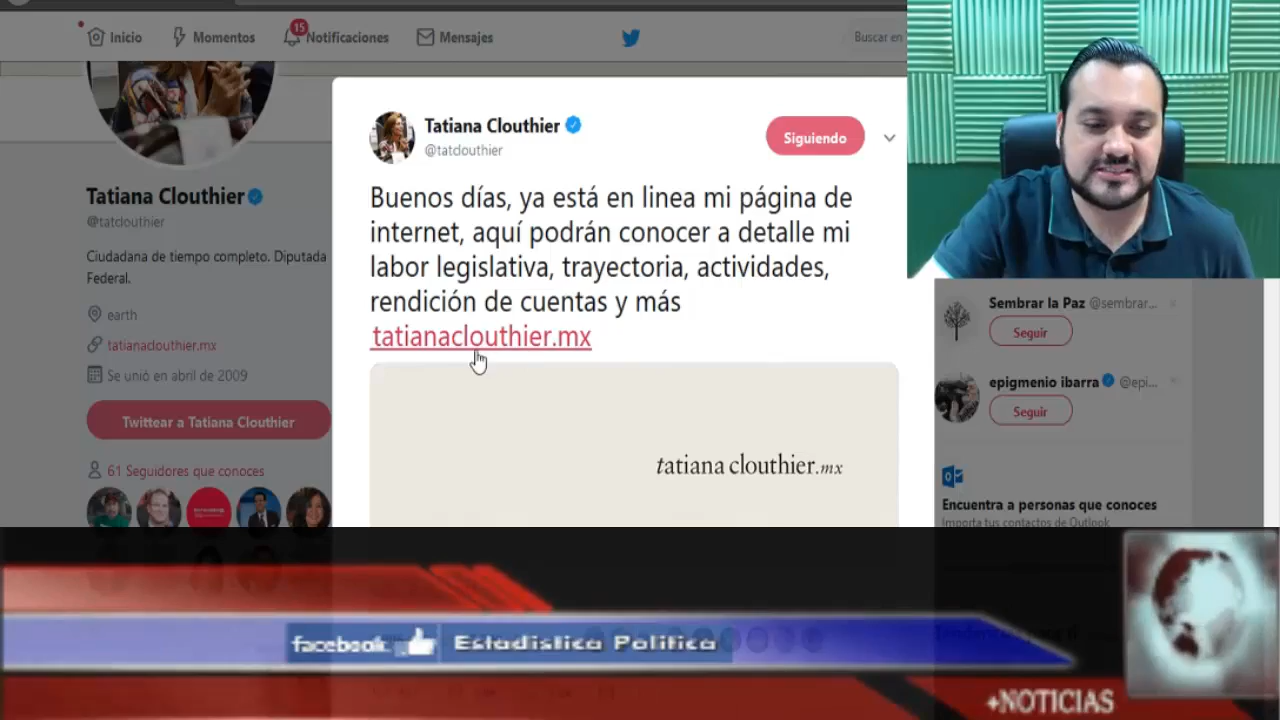 Inicio
Momentos
15
Notificaciones
Mensajes
Buscar en
Tatiana Clouthier
@tatclouthier
Ciudadana de tiempo completo. Diputada
Federal.
earth
tatianaclouthier.mx
Se unió en abril de 2009
Twittear a Tatiana Clouthier
61 Seguidores que conoces
Tatiana Clouthier
@tatclouthier
Siguiendo
Buenos días, ya está en linea mi página de
internet, aquí podrán conocer a detalle mi
labor legislativa, trayectoria, actividades,
rendición de cuentas y más
tatianaclouthier.mx
tatiana clouthier.mx
Sembrar la Paz @sembrar...
Seguir
epigmenio ibarra @epi...
Seguir
Encuentra a personas que conoces
Importa tus contactos de Outlook
facebook
Estadistica Politica
+NOTICIAS